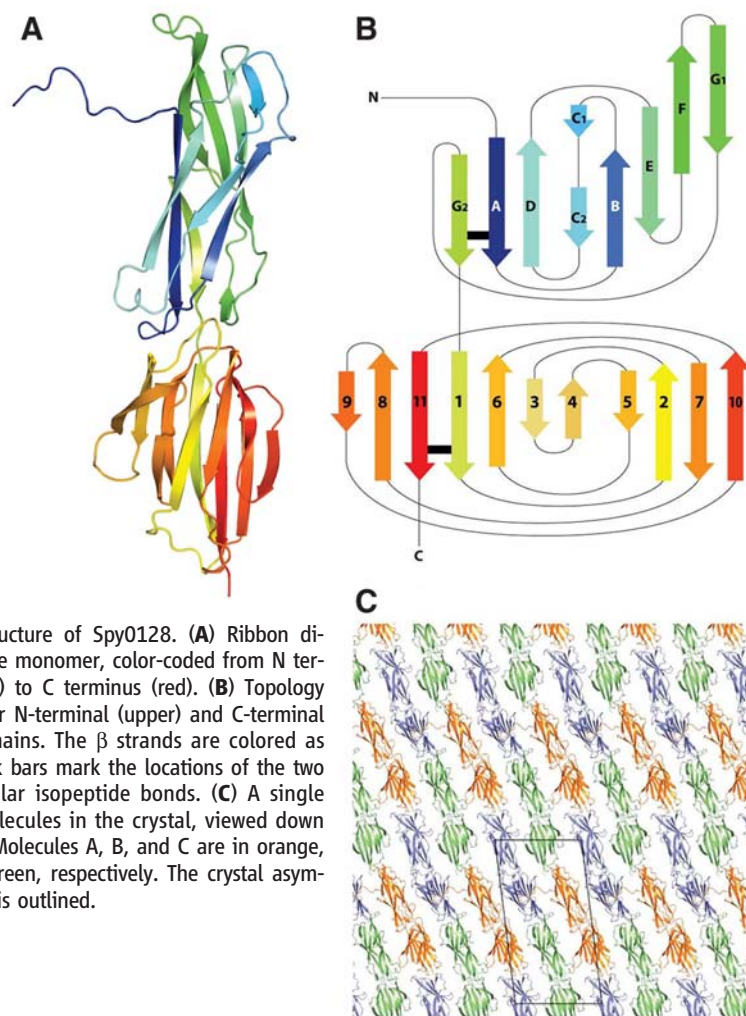 A
B
N
C1
G1
F
E
G2
A
D
C2
B
9
8
11
1
6
3
4
5
2
7
10
C
C
ucture of Spy0128. (A) Ribbon di-
e monomer, color-coded from N ter-
) to C terminus (red). (B) Topology
r N-terminal (upper) and C-terminal
nains. The β strands are colored as
k bars mark the locations of the two
lar isopeptide bonds. (C) A single
olecules in the crystal, viewed down
Molecules A, B, and C are in orange,
reen, respectively. The crystal asym-
is outlined.